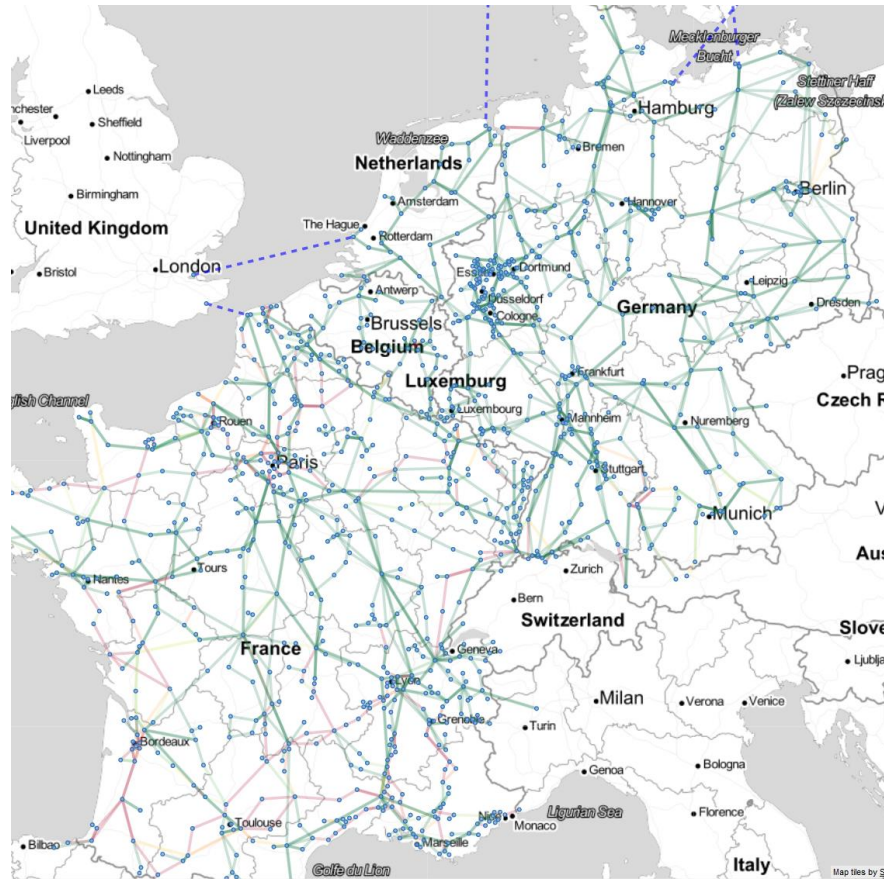 Mecklenburger
Bucht
Leeds
Stettiner Haff
(Zalew Szczecinsk
nchester
Hamburg
Sheffield
Liverpool
Waddenzee
Bremen
Nottingham
Netherlands
Berlin
Birmingham
Amsterdam
Hannover
United Kingdom
The Hague
Rotterdam
London
Bristol
Essen
Dortmund
Leipzig
Antwerp
Düsseldorf
Germany
Dresden
Cologne
Brussels
Belgium
Frankfurt
Prag
Luxemburg
Czech R
nglish Channel
Luxembourg
Rouen
Mannheim
Nuremberg
Paris
Stuttgart
Munich
V
Aus
Tours
Zurich
Nantes
Bern
Switzerland
Slove
France
Geneva
Ljublja
Lyon
Milan
Verona
Venice
Grenoble
Turin
Bordeaux
Bologna
Genoa
Nice
Ligurian Sea
Florence
Monaco
Toulouse
Marseille
Bilbao
Golfe du Lion
Italy
Map tiles by S